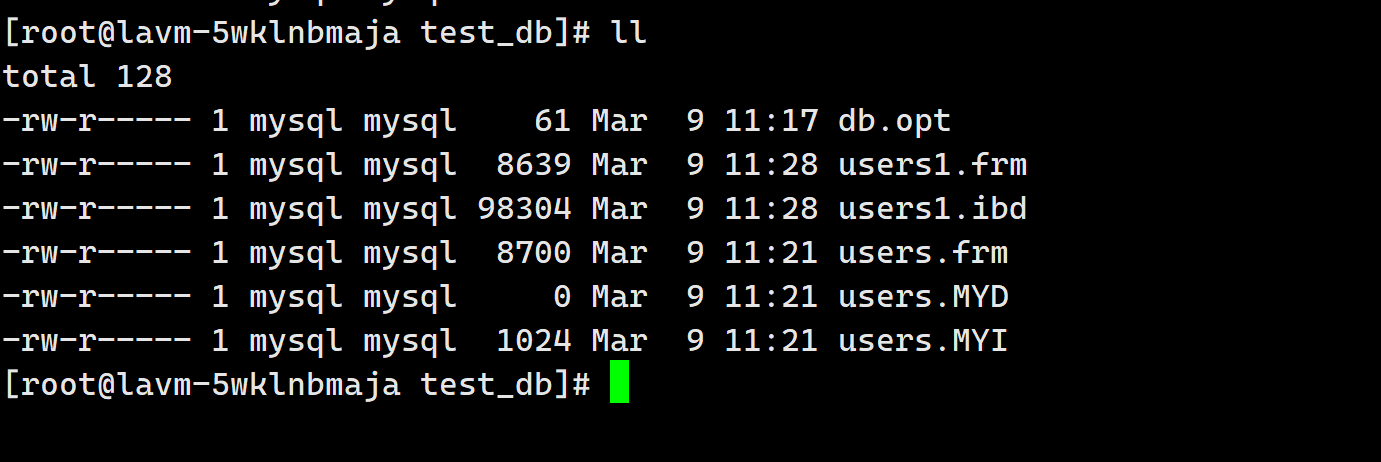 [root@lavm-5wklnbmaja test_db]# ll
total 128
-rw-r----- 1 mysql mysql    61 Mar  9 11:17 db.opt
-rw-r----- 1 mysql mysql  8639 Mar  9 11:28 users1.frm
-rw-r----- 1 mysql mysql 98304 Mar  9 11:28 users1.ibd
-rw-r----- 1 mysql mysql  8700 Mar  9 11:21 users.frm
-rw-r----- 1 mysql mysql     0 Mar  9 11:21 users.MYD
-rw-r----- 1 mysql mysql  1024 Mar  9 11:21 users.MYI
[root@lavm-5wklnbmaja test_db]#